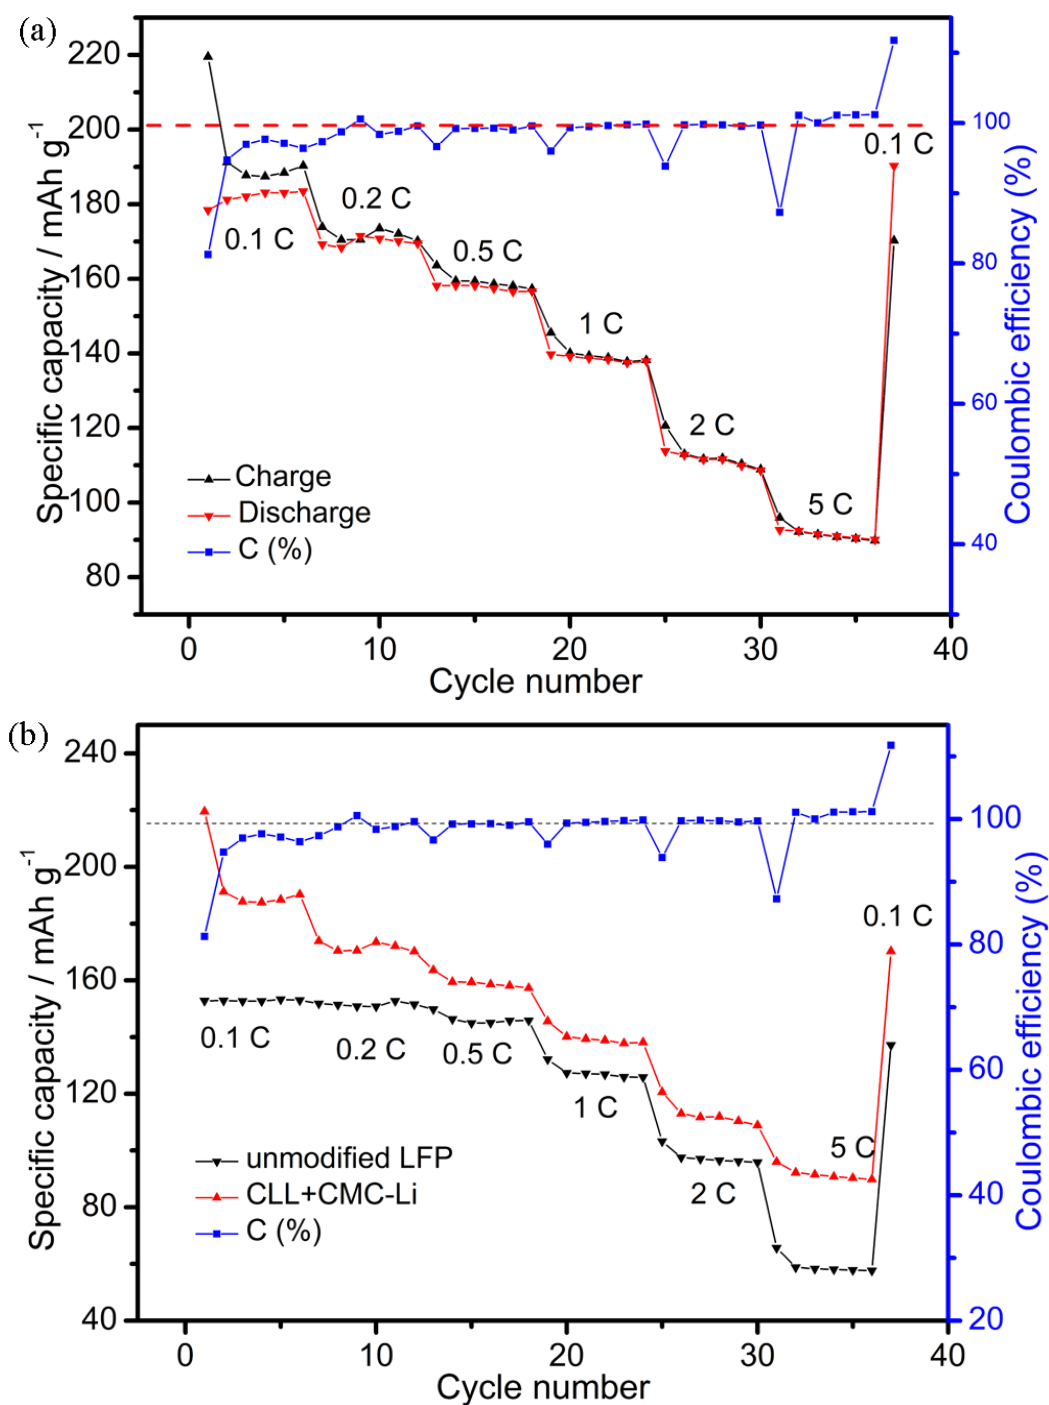 (a)
220
200
180
160
140
120
100
80
Specific capacity / mAh g-1
100
80
60
40
Coulombic efficiency (%)
0.1 C
0.2 C
0.5 C
1 C
2 C
5 C
0.1 C
Charge
Discharge
C (%)
0
10
20
30
40
Cycle number
(b)
240
200
160
120
80
40
Specific capacity / mAh g-1
100
80
60
40
20
Coulombic efficiency (%)
0.1 C
0.2 C
0.5 C
1 C
2 C
5 C
0.1 C
unmodified LFP
CLL+CMC-Li
C (%)
0
10
20
30
40
Cycle number